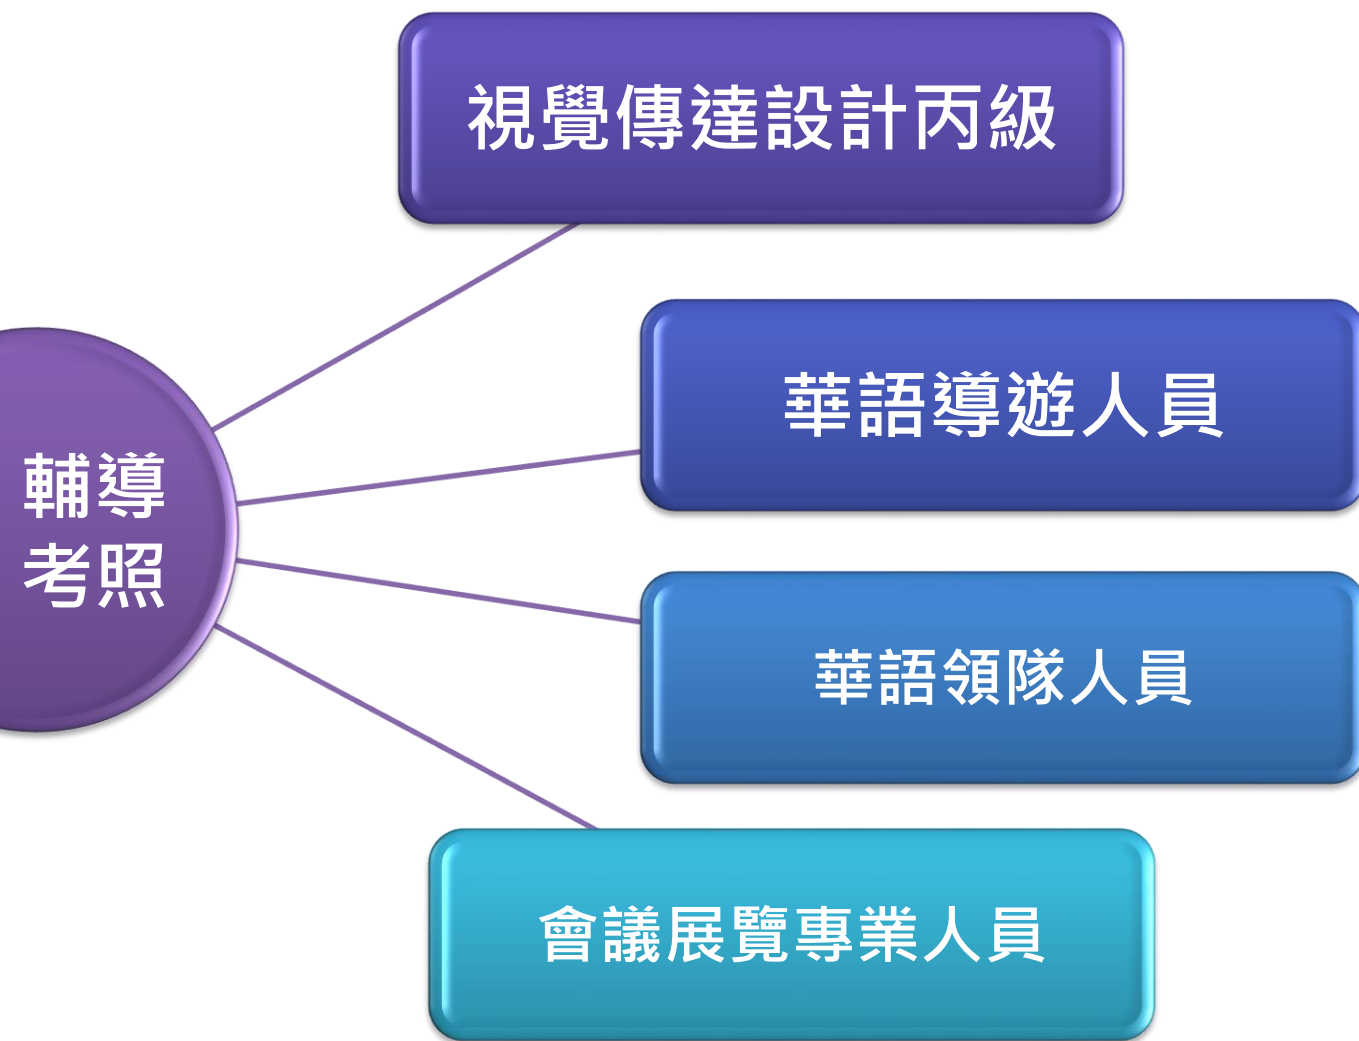 視覺傳達設計丙級
華語導遊人員
輔導
考照
華語領隊人員
會議展覽專業人員